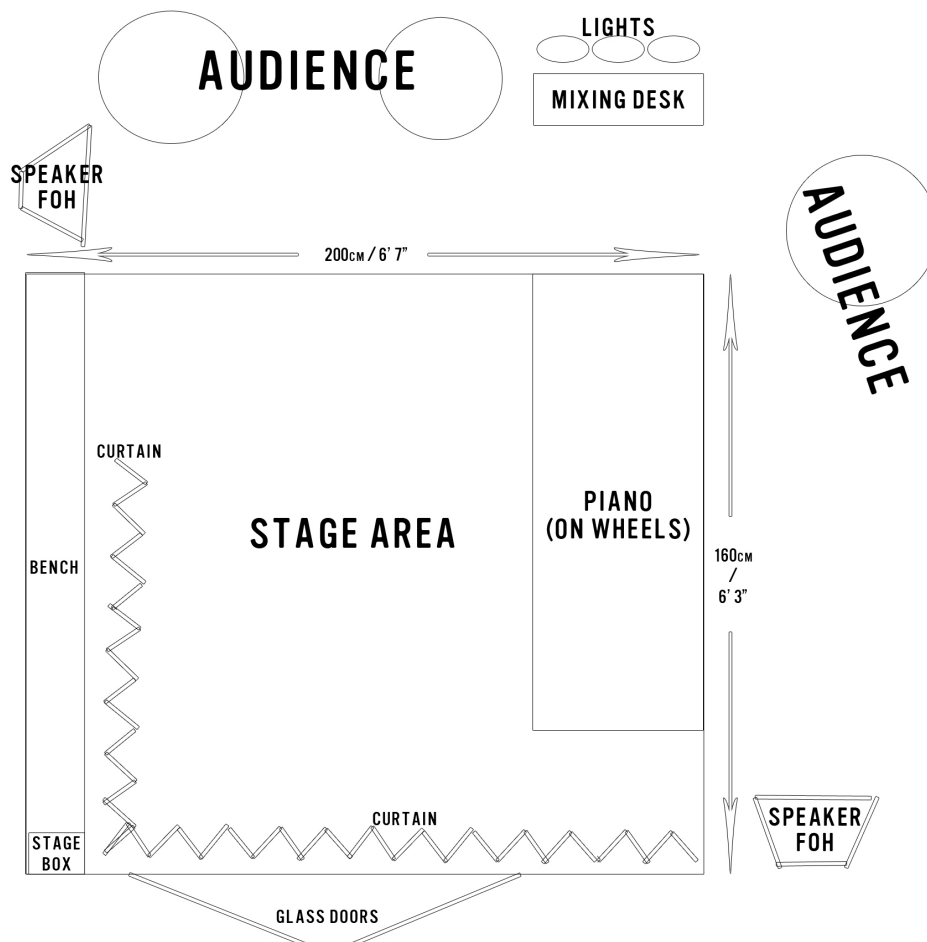 LIGHTS
AUDIENCE
MIXING DESK
SPEAKER
FOH
AUDIENCE
200CM / 6' 7"
CURTAIN
STAGE AREA
PIANO
(ON WHEELS)
BENCH
160CM
/
6' 3"
CURTAIN
SPEAKER
FOH
STAGE
BOX
GLASS DOORS